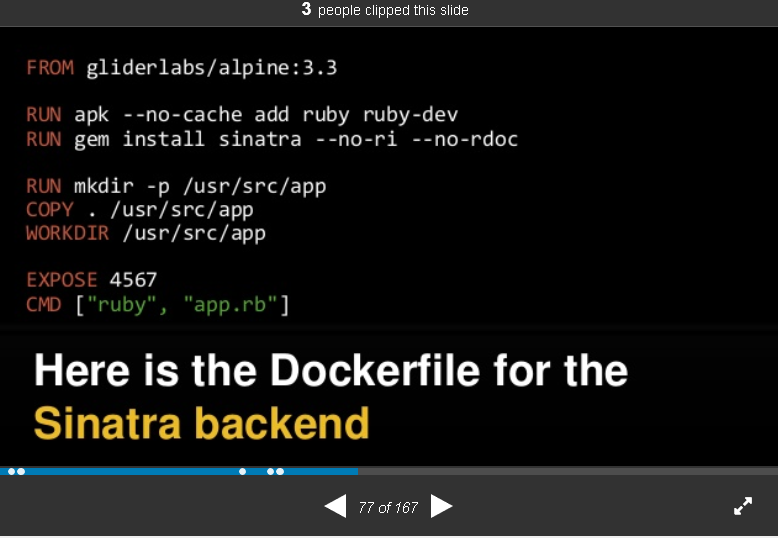 3 people clipped this slide
FROM gliderlabs/alpine:3.3
RUN apk --no-cache add ruby ruby-dev
RUN gem install sinatra --no-ri --no-rdoc
RUN mkdir -p /usr/src/app
COPY . /usr/src/app
WORKDIR /usr/src/app
EXPOSE 4567
CMD ["ruby", "app.rb"]
Here is the Dockerfile for the
Sinatra backend
77 of 167